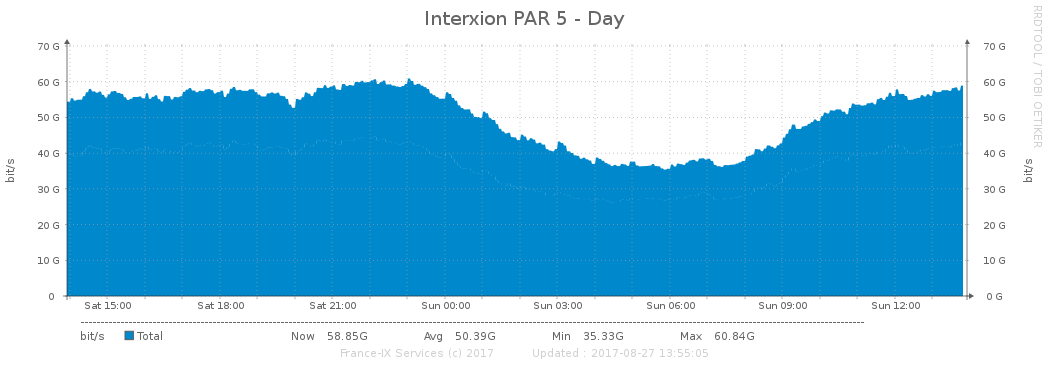 Interxion PAR 5 - Day
RRDTOOL / TOBI OETIKER
70 G 70 G
60 G 60 G
50 G 50 G
40 G 40 G
30 G 30 G
20 G 20 G
10 G 10 G
0 0 G
bit/s bit/s
Sat 15:00 Sat 18:00 Sat 21:00 Sun 00:00 Sun 03:00 Sun 06:00 Sun 09:00 Sun 12:00
bit/s Total Now 58.85G Avg 50.39G Min 35.33G Max 60.84G
France-IX Services (c) 2017 Updated : 2017-08-27 13:55:05